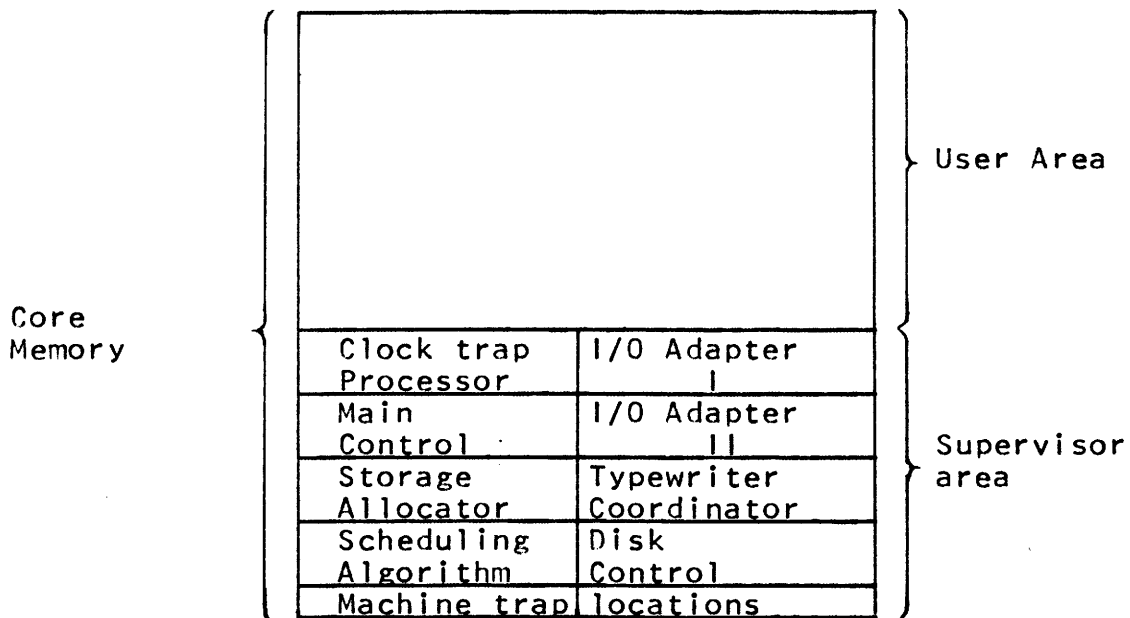 User Area
Core
Memory
Clock trap
Processor
I/O Adapter
I
Main
Control
I/O Adapter
II
Storage
Allocator
Typewriter
Coordinator
Scheduling
Algorithm
Disk
Control
Machine trap locations
Supervisor
area